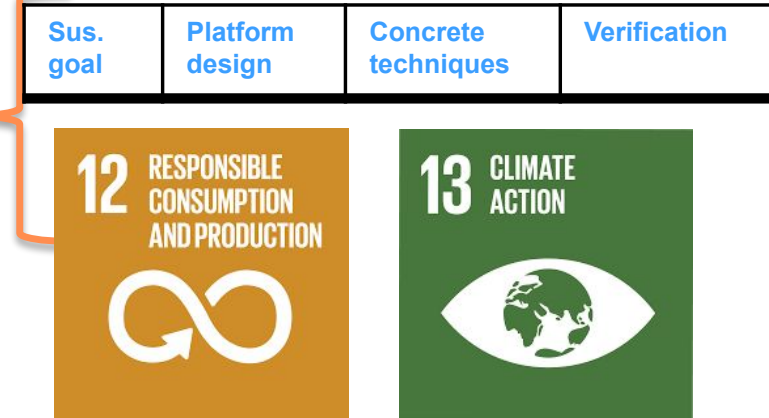 Sus.
goal
Platform
design
Concrete
techniques
Verification
12 RESPONSIBLE
CONSUMPTION
AND PRODUCTION
13 CLIMATE
ACTION